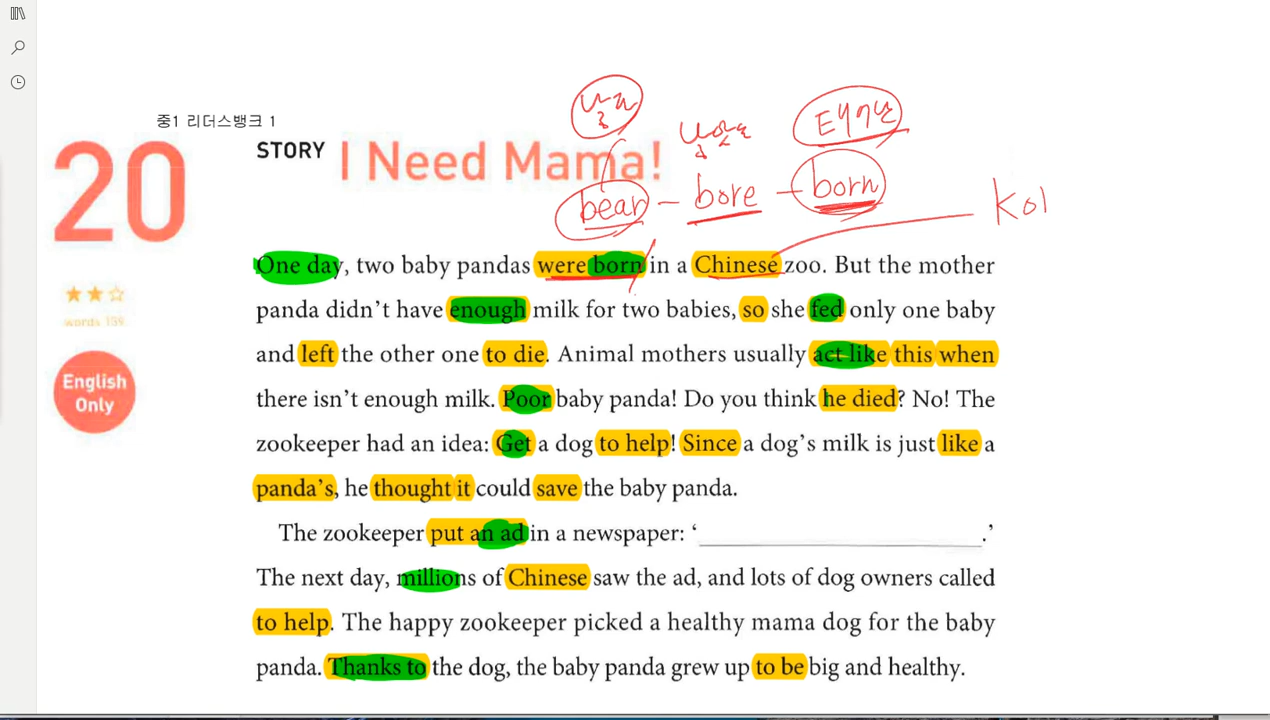 중1 리더스뱅크 1
20
STORY I Need Mama!
태어난
bear - bore - born
One day, two baby pandas were born in a Chinese zoo. But the mother
panda didn't have enough milk for two babies, so she fed only one baby
and left the other one to die. Animal mothers usually act like this when
there isn't enough milk. Poor baby panda! Do you think he died? No! The
zookeeper had an idea: Get a dog to help! Since a dog's milk is just like a
panda's, he thought it could save the baby panda.
The zookeeper put an ad in a newspaper: ‘ .’
The next day, millions of Chinese saw the ad, and lots of dog owners called
to help. The happy zookeeper picked a healthy mama dog for the baby
panda. Thanks to the dog, the baby panda grew up to be big and healthy.
words 159
English
Only